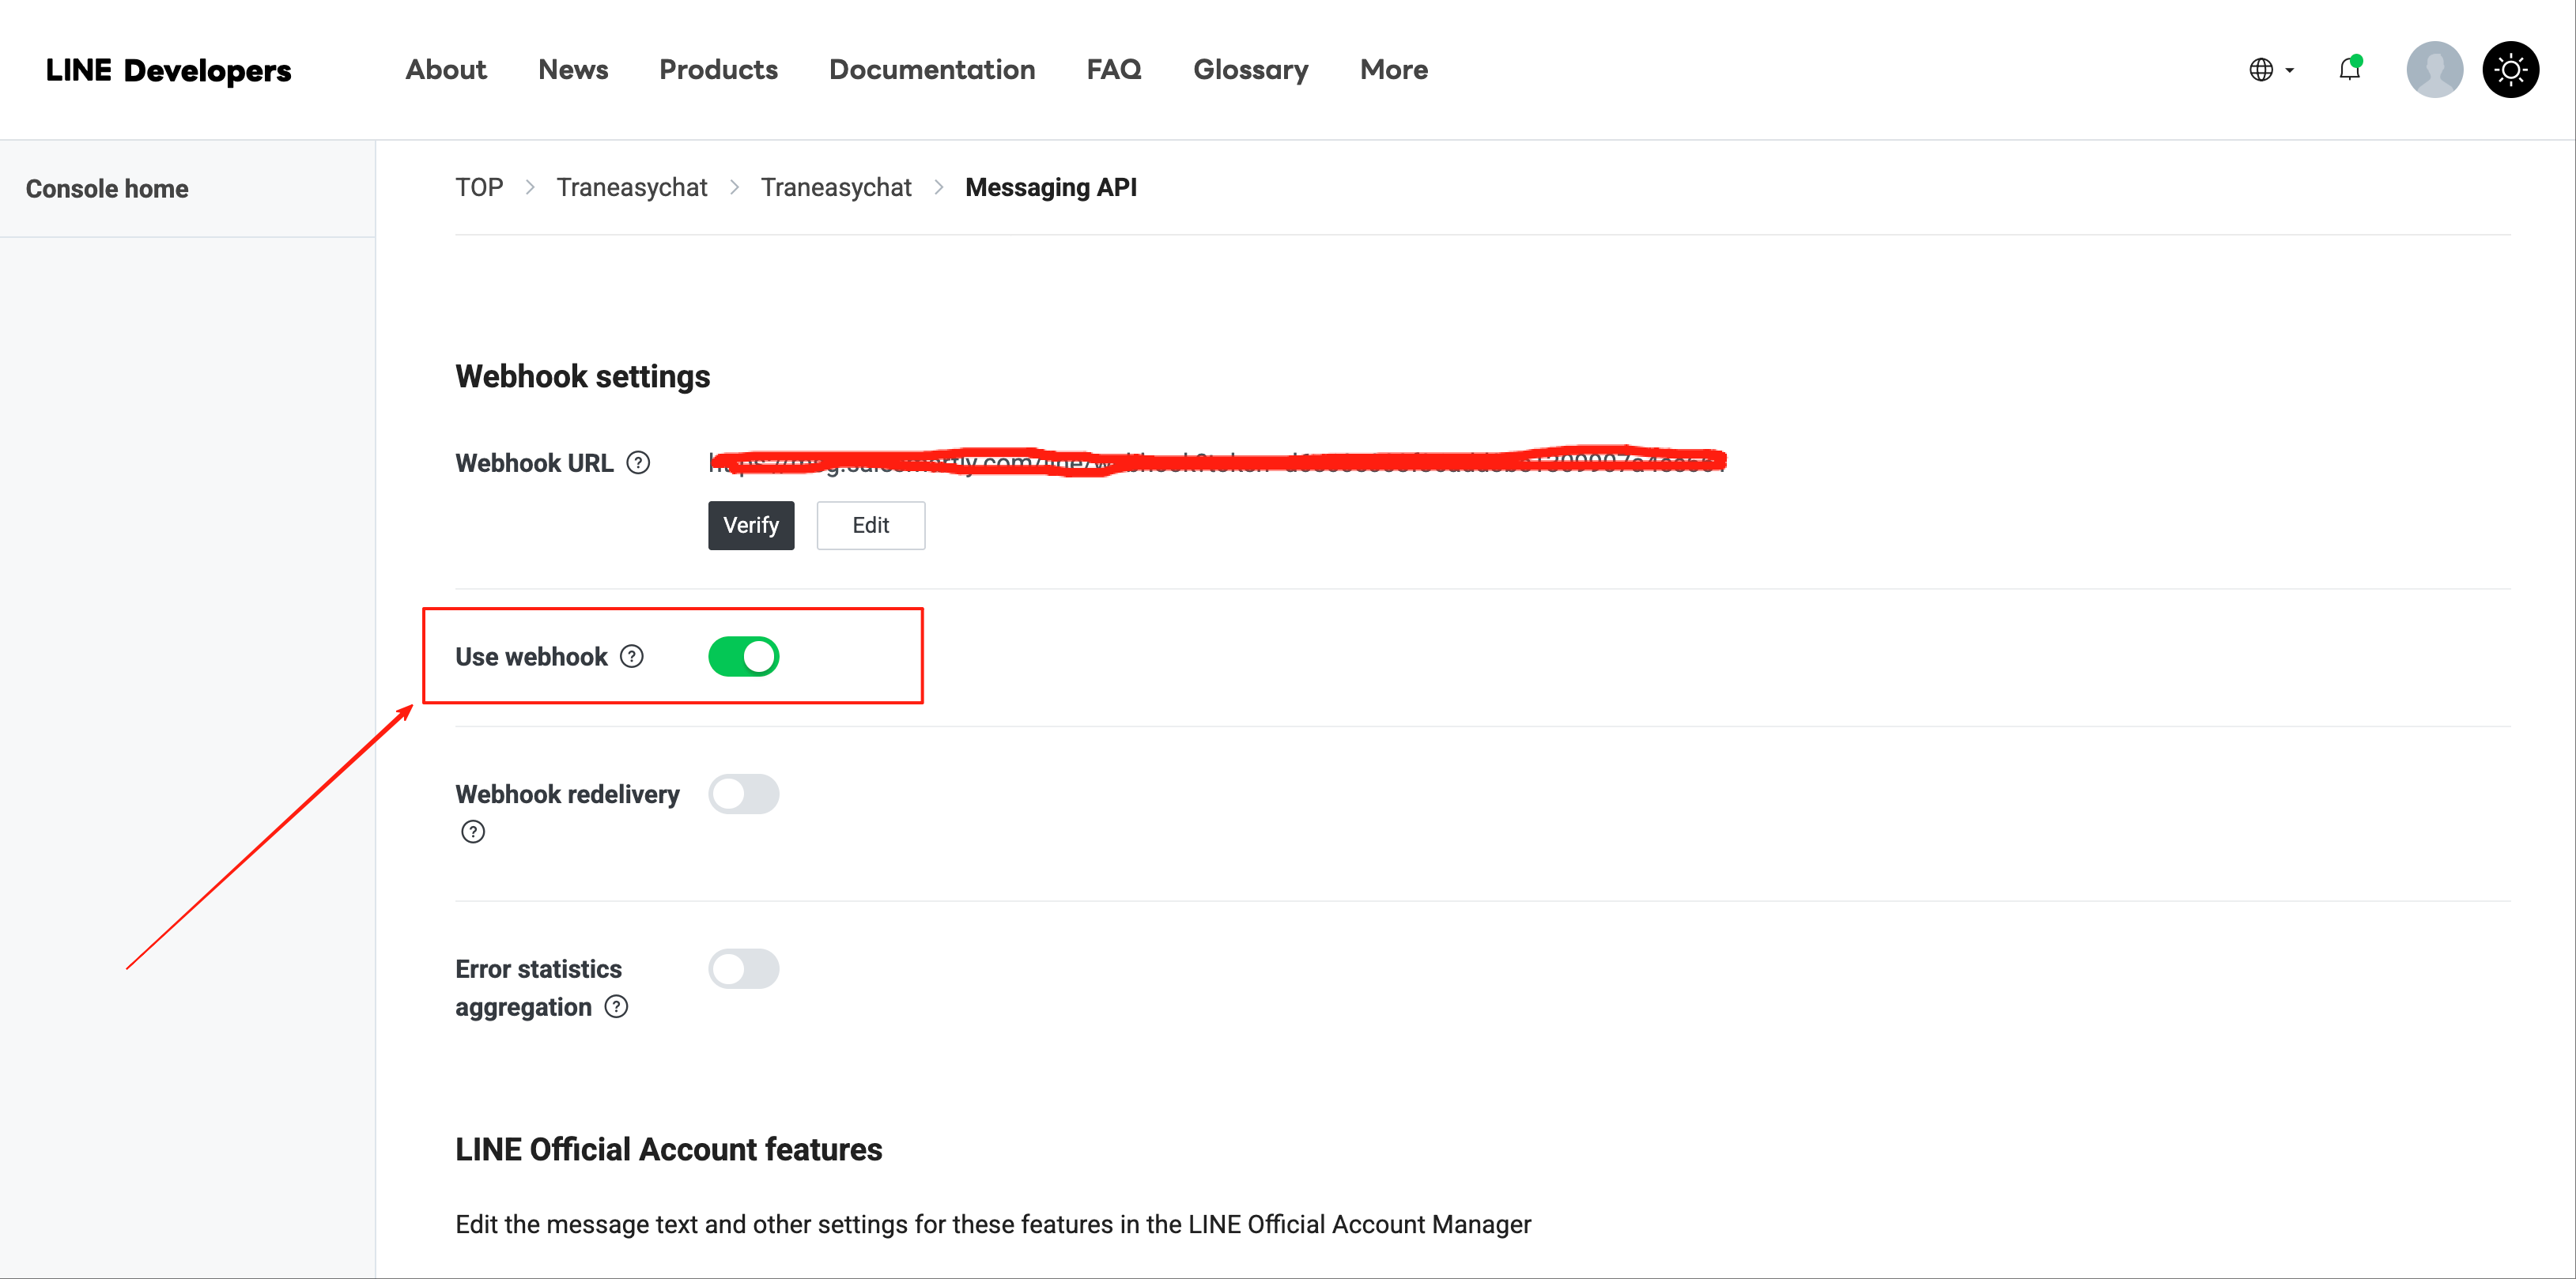 LINE Developers
About News Products Documentation FAQ Glossary More
Console home
TOP > Traneasychat > Traneasychat > Messaging API
Webhook settings
Webhook URL ?
Verify Edit
Use webhook ?
Webhook redelivery
?
Error statistics
aggregation ?
LINE Official Account features
Edit the message text and other settings for these features in the LINE Official Account Manager